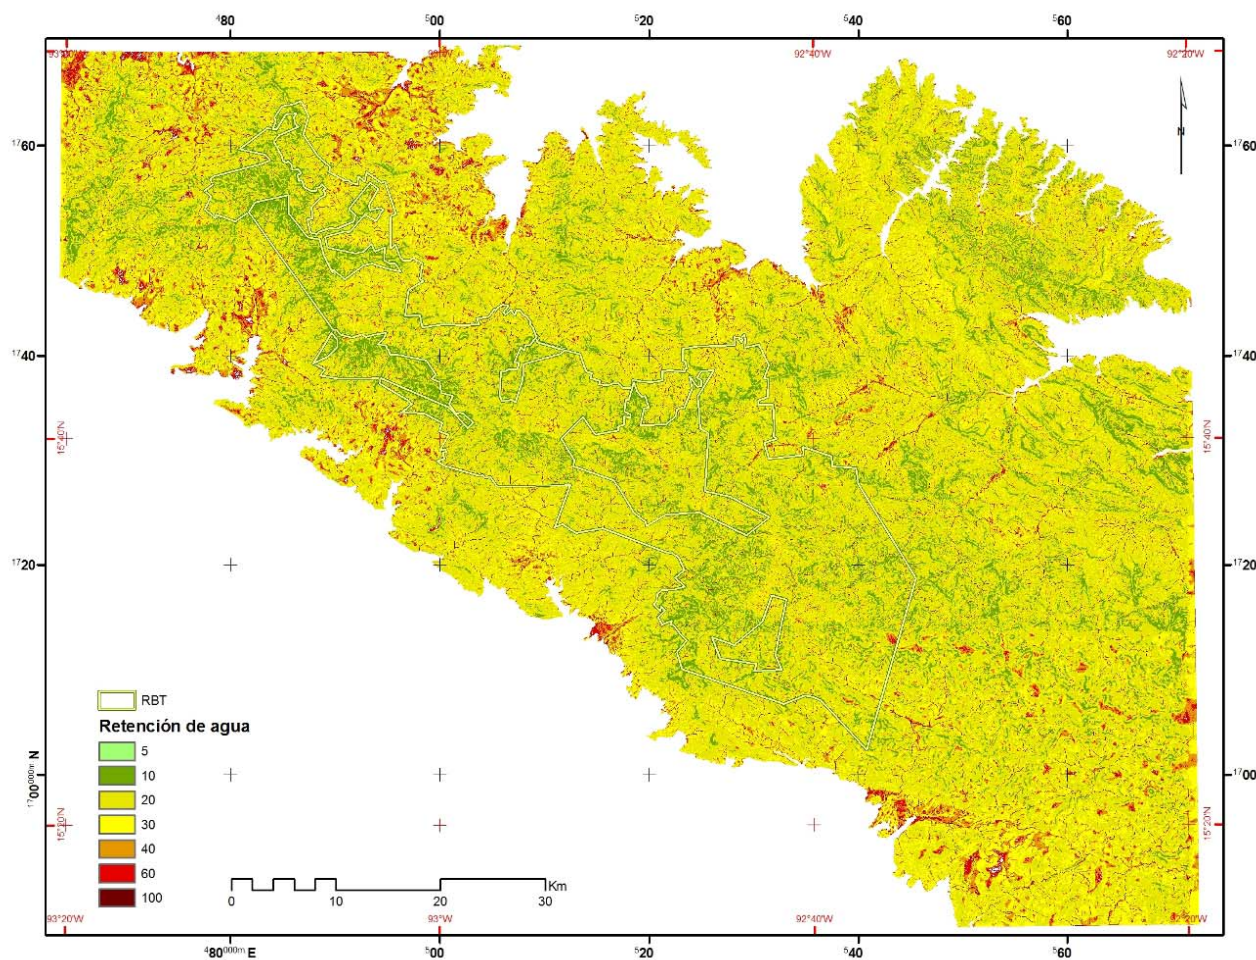 ⁴80 ⁵00 ⁵20 ⁵40 ⁵60
93°20'W 93°W 92°40'W 92°20'W
N
¹⁷60 ¹⁷60
¹⁷40 ¹⁷40
15°40'N 15°40'N
¹⁷20 ¹⁷20
RBT
Retención de agua
5
10
¹⁷00⁰⁰⁰ᵐ N ¹⁷00
20
15°20'N 15°20'N
30
40
60
100
0 10 20 30 Km
93°20'W 93°W 92°40'W 92°20'W
⁴80⁰⁰⁰ᵐ E ⁵00 ⁵20 ⁵40 ⁵60